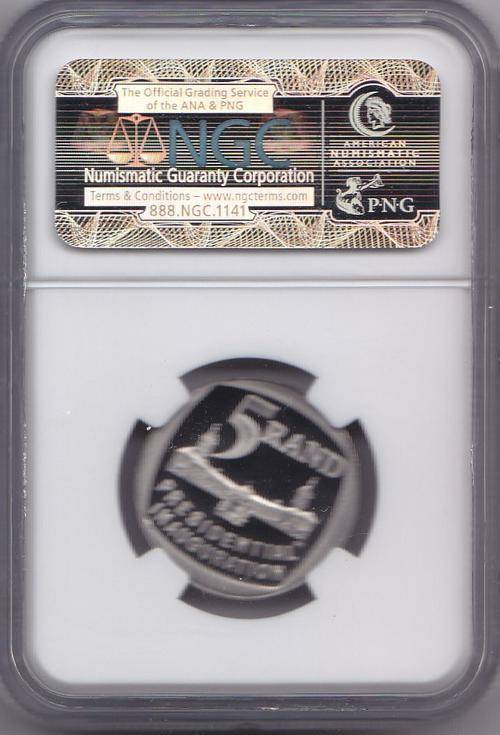 The Official Grading Service
of the ANA & PNG
NGC
Numismatic Guaranty Corporation
Terms & Conditions – www.ngcterms.com
888.NGC.1141
AMERICAN
NUMISMATIC
ASSOCIATION
P·N·G
5 RAND
PRESIDENTIAL
INAUGURATION